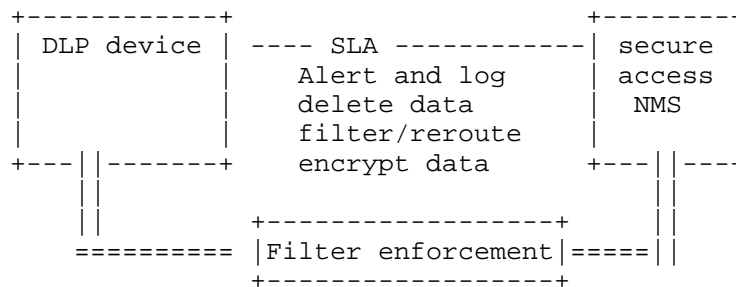 DLP device ---- SLA ------------ secure
Alert and log access
delete data NMS
filter/reroute
encrypt data
Filter enforcement